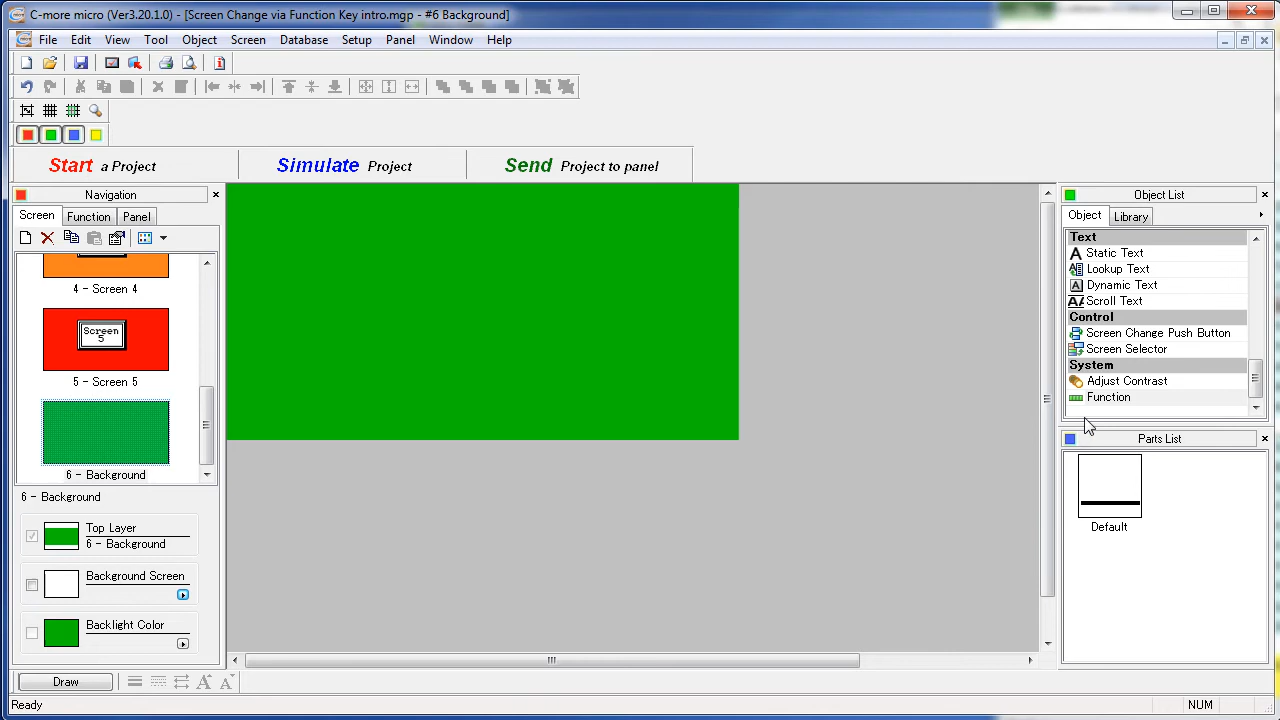 C-more micro (Ver3.20.1.0) - [Screen Change via Function Key intro.mgp - #6 Background]
File Edit View Tool Object Screen Database Setup Panel Window Help
Start a Project Simulate Project Send Project to panel
Navigation
Screen Function Panel
4 - Screen 4
Screen
5
5 - Screen 5
6 - Background
6 - Background
Top Layer
6 - Background
Background Screen
Backlight Color
Object List
Object Library
Text
Static Text
Lookup Text
Dynamic Text
Scroll Text
Control
Screen Change Push Button
Screen Selector
System
Adjust Contrast
Function
Parts List
Default
Draw
Ready NUM